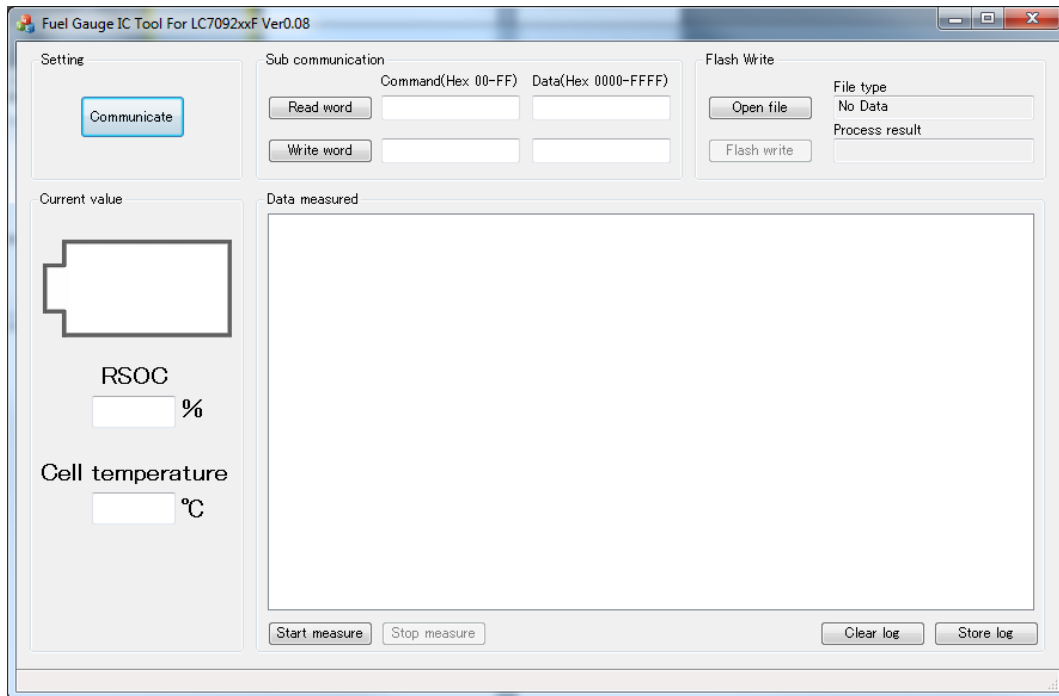 Fuel Gauge IC Tool For LC7092xxF Ver0.08
Setting
Communicate
Sub communication
Command(Hex 00-FF) Data(Hex 0000-FFFF)
Read word
Write word
Flash Write
File type
Open file No Data
Process result
Flash write
Current value
RSOC
%
Cell temperature
℃
Data measured
Start measure Stop measure Clear log Store log